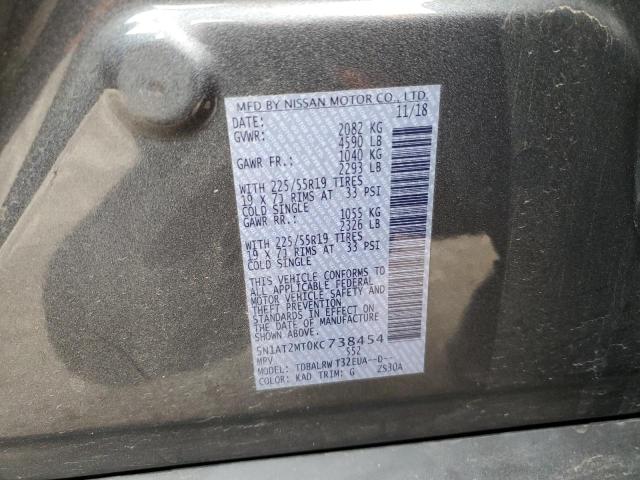 MFD BY NISSAN MOTOR CO., LTD.
DATE: 11/18
GVWR: 2082 KG
4590 LB
GAWR FR.: 1040 KG
2293 LB
WITH 225/55R19 TIRES
19 X 7J RIMS AT 33 PSI
COLD SINGLE
GAWR RR.: 1055 KG
2326 LB
WITH 225/55R19 TIRES
19 X 7J RIMS AT 33 PSI
COLD SINGLE
THIS VEHICLE CONFORMS TO
ALL APPLICABLE FEDERAL
MOTOR VEHICLE SAFETY AND
THEFT PREVENTION
STANDARDS IN EFFECT ON
THE DATE OF MANUFACTURE
SHOWN ABOVE.
5N1AT2MT0KC738454
MPV S52
MODEL: TDBALRWT32EUA--D--
COLOR: KAD TRIM: G ZS30A